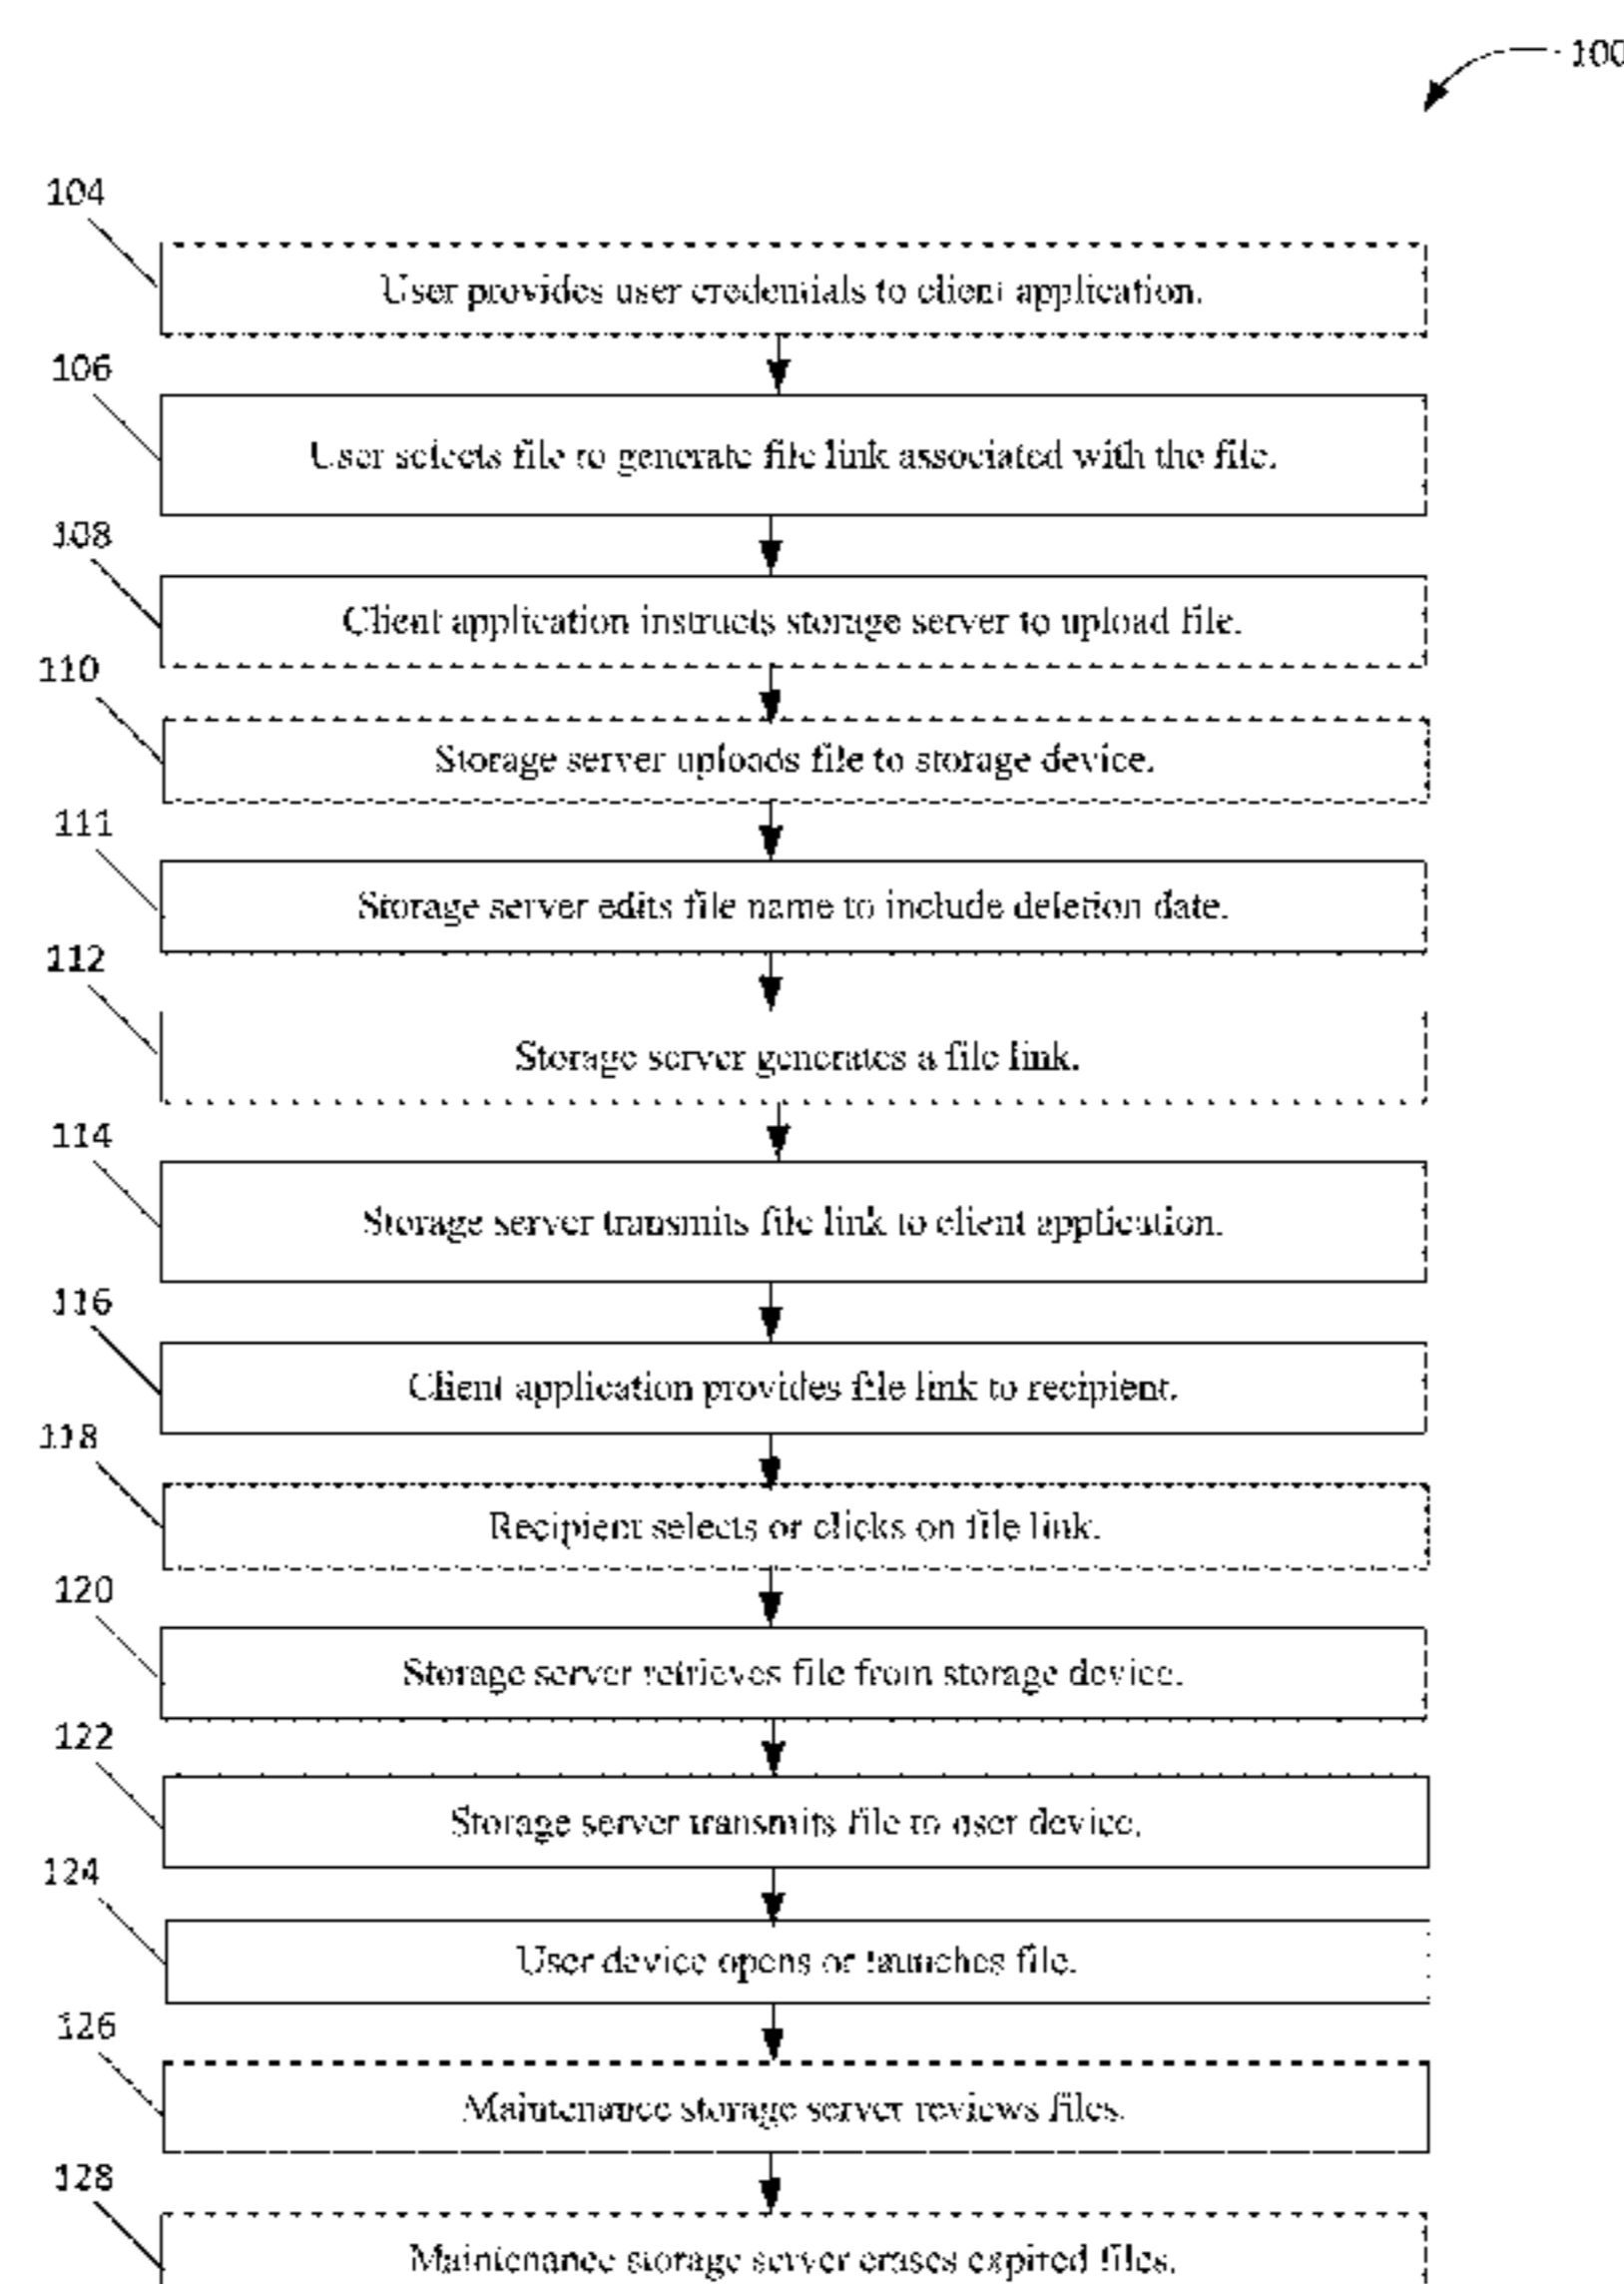 100
104
User provides user credentials to client application.
106
User selects file to generate file link associated with the file.
108
Client application instructs storage server to upload file.
110
Storage server uploads file to storage device.
111
Storage server edits file name to include deletion date.
112
Storage server generates a file link.
114
Storage server transmits file link to client application.
116
Client application provides file link to recipient.
118
Recipient selects or clicks on file link.
120
Storage server retrieves file from storage device.
122
Storage server transmits file to user device.
124
User device opens or launches file.
126
Maintenance storage server reviews files.
128
Maintenance storage server erases expired files.